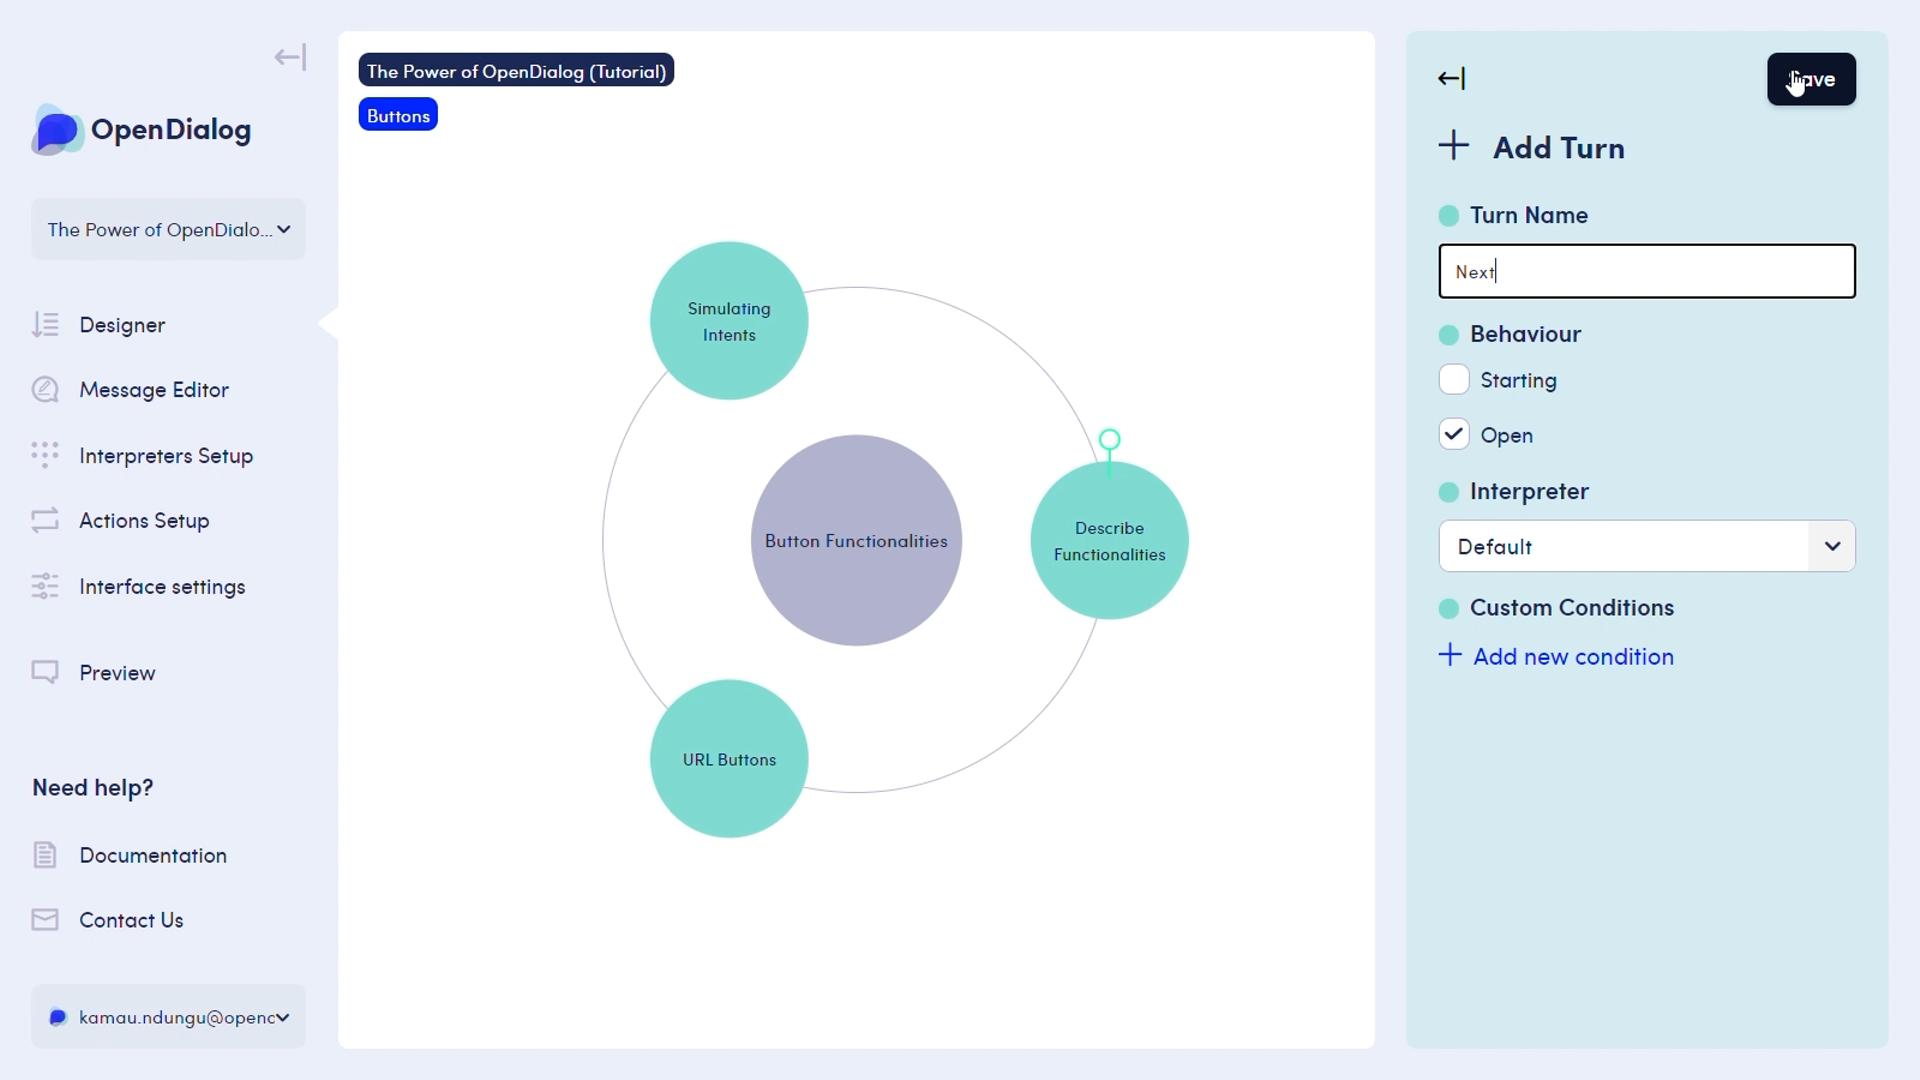 OpenDialog
The Power of OpenDialo...
Designer
Message Editor
Interpreters Setup
Actions Setup
Interface settings
Preview
Need help?
Documentation
Contact Us
kamau.ndungu@openc
The Power of OpenDialog (Tutorial)
Buttons
Simulating
Intents
Button Functionalities
Describe
Functionalities
URL Buttons
Save
Add Turn
Turn Name
Next
Behaviour
Starting
Open
Interpreter
Default
Custom Conditions
Add new condition